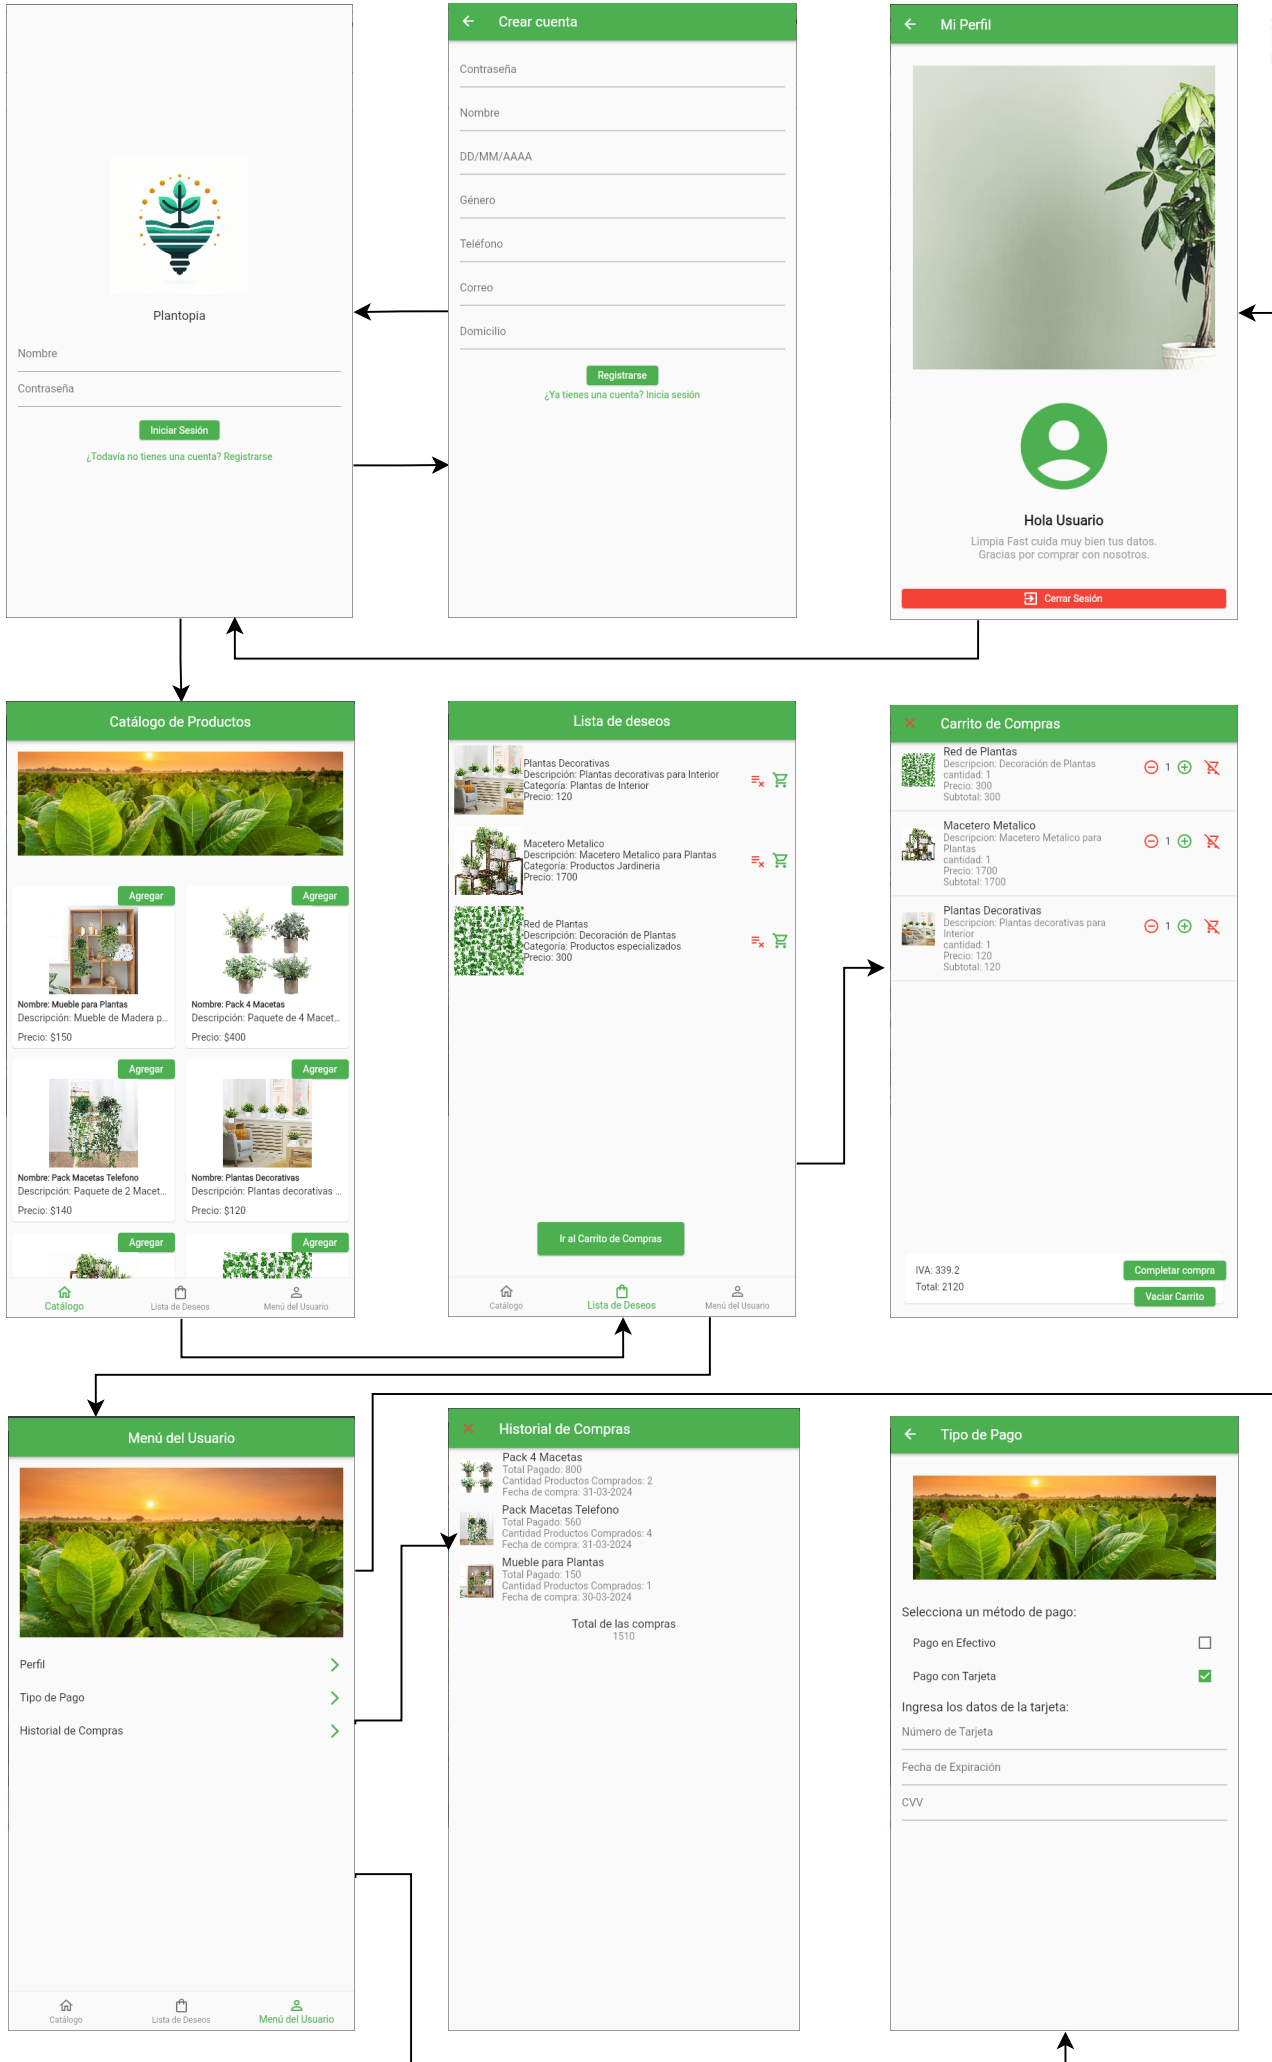 Plantopia
Nombre
Contraseña
Iniciar Sesión
¿Todavía no tienes una cuenta? Registrarse
Crear cuenta
Contraseña
Nombre
DD/MM/AAAA
Género
Teléfono
Correo
Domicilio
Registrarse
¿Ya tienes una cuenta? Inicia sesión
Mi Perfil
Hola Usuario
Limpia Fast cuida muy bien tus datos.
Gracias por comprar con nosotros.
Cerrar Sesión
Catálogo de Productos
Agregar
Nombre: Mueble para Plantas
Descripción: Mueble de Madera p...
Precio: $150
Agregar
Nombre: Pack 4 Macetas
Descripción: Paquete de 4 Macet...
Precio: $400
Agregar
Nombre: Pack Macetas Telefono
Descripción: Paquete de 2 Macet...
Precio: $140
Agregar
Nombre: Plantas Decorativas
Descripción: Plantas decorativas ...
Precio: $120
Agregar
Agregar
Catálogo
Lista de Deseos
Menú del Usuario
Lista de deseos
Plantas Decorativas
Descripción: Plantas decorativas para Interior
Categoría: Plantas de Interior
Precio: 120
Macetero Metalico
Descripción: Macetero Metalico para Plantas
Categoría: Productos Jardineria
Precio: 1700
Red de Plantas
Descripción: Decoración de Plantas
Categoría: Productos especializados
Precio: 300
Ir al Carrito de Compras
Catálogo
Lista de Deseos
Menú del Usuario
Carrito de Compras
Red de Plantas
Descripcion: Decoración de Plantas
cantidad: 1
Precio: 300
Subtotal: 300
1
Macetero Metalico
Descripcion: Macetero Metalico para
Plantas
cantidad: 1
Precio: 1700
Subtotal: 1700
1
Plantas Decorativas
Descripcion: Plantas decorativas para
Interior
cantidad: 1
Precio: 120
Subtotal: 120
1
IVA: 339.2
Total: 2120
Completar compra
Vaciar Carrito
Menú del Usuario
Perfil
Tipo de Pago
Historial de Compras
Catálogo
Lista de Deseos
Menú del Usuario
Historial de Compras
Pack 4 Macetas
Total Pagado: 800
Cantidad Productos Comprados: 2
Fecha de compra: 31-03-2024
Pack Macetas Telefono
Total Pagado: 560
Cantidad Productos Comprados: 4
Fecha de compra: 31-03-2024
Mueble para Plantas
Total Pagado: 150
Cantidad Productos Comprados: 1
Fecha de compra: 30-03-2024
Total de las compras
1510
Tipo de Pago
Selecciona un método de pago:
Pago en Efectivo
Pago con Tarjeta
Ingresa los datos de la tarjeta:
Número de Tarjeta
Fecha de Expiración
CVV